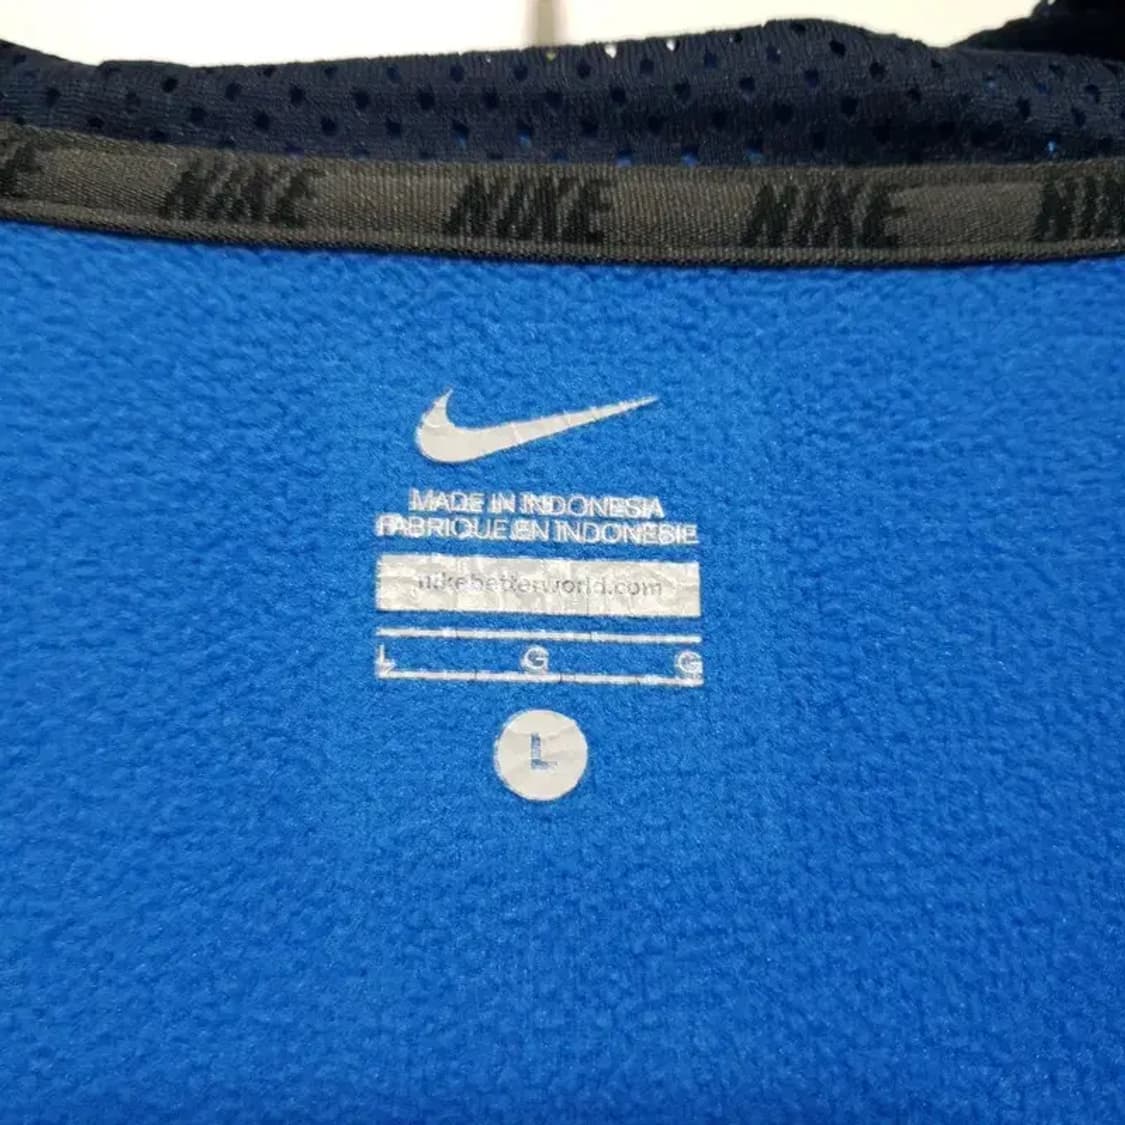 NIKE NIKE NIKE
MADE IN INDONESIA
FABRIQUE EN INDONESIE
nikebetterworld.com
L G G
L